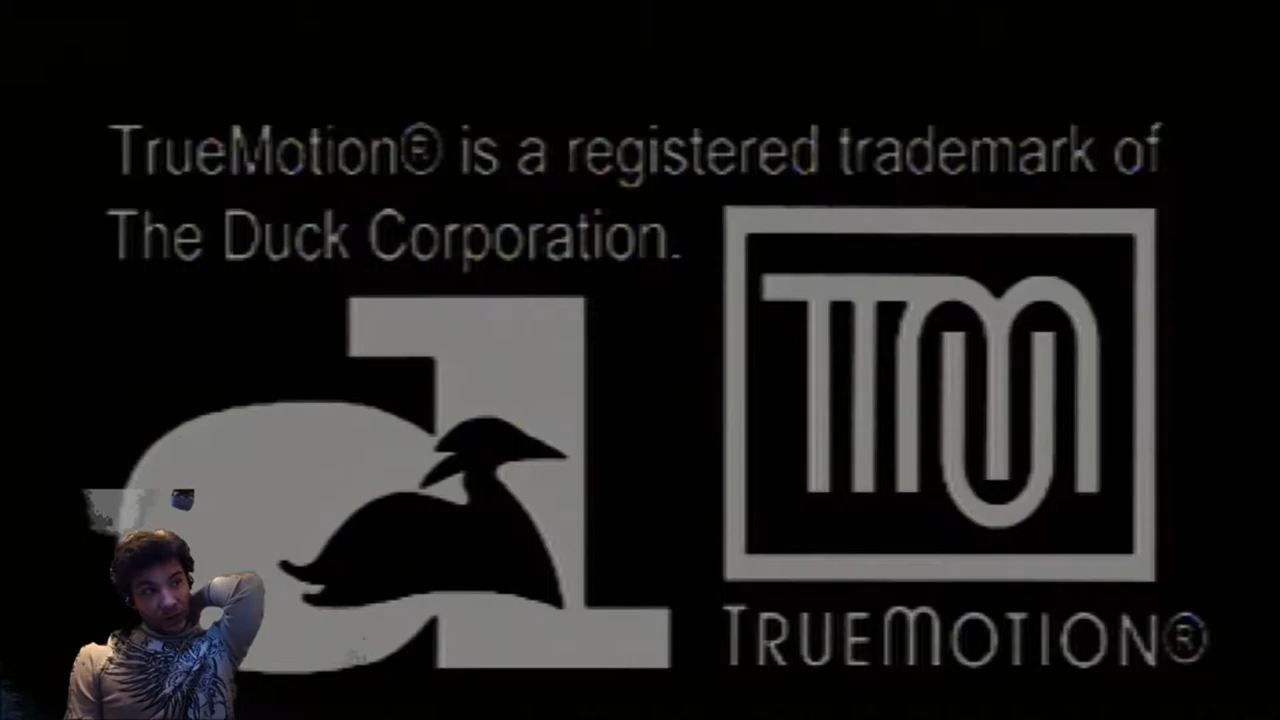 TrueMotion® is a registered trademark of
The Duck Corporation.
TM
TRUEMOTION®